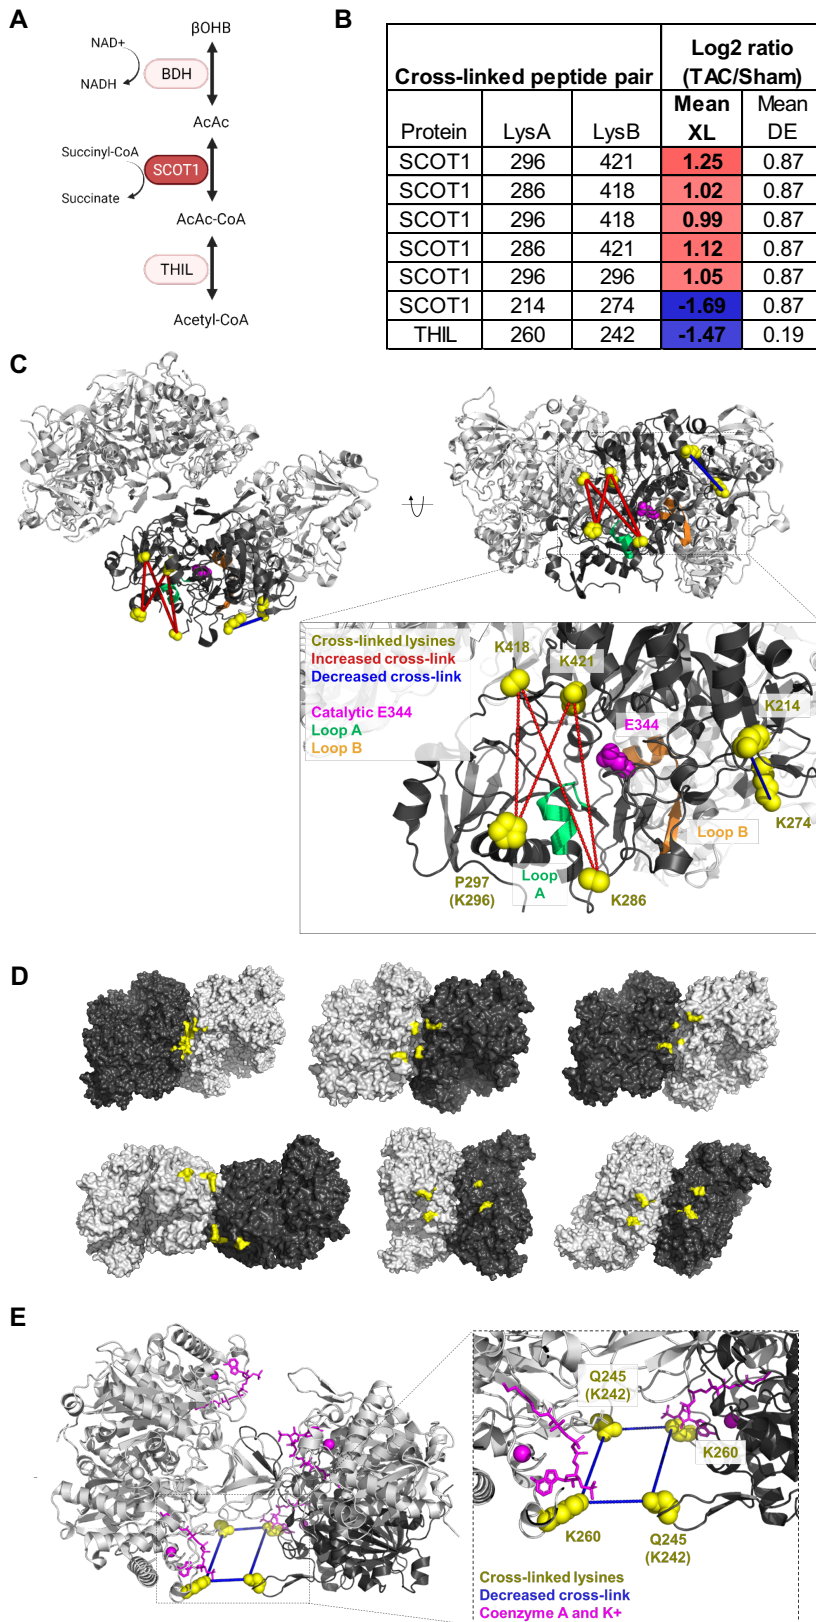 A
βOHB
NAD+
BDH
NADH
AcAc
Succinyl-CoA
SCOT1
Succinate
AcAc-CoA
THIL
Acetyl-CoA
B
Cross-linked peptide pair
Log2 ratio
(TAC/Sham)
Protein LysA LysB Mean XL Mean DE
SCOT1 296 421 1.25 0.87
SCOT1 286 418 1.02 0.87
SCOT1 296 418 0.99 0.87
SCOT1 286 421 1.12 0.87
SCOT1 296 296 1.05 0.87
SCOT1 214 274 -1.69 0.87
THIL 260 242 -1.47 0.19
C
Cross-linked lysines
Increased cross-link
Decreased cross-link
Catalytic E344
Loop A
Loop B
K418
K421
K214
E344
Loop B
K274
P297
(K296)
Loop
A
K286
D
E
Q245
(K242)
K260
K260
Q245
(K242)
Cross-linked lysines
Decreased cross-link
Coenzyme A and K+